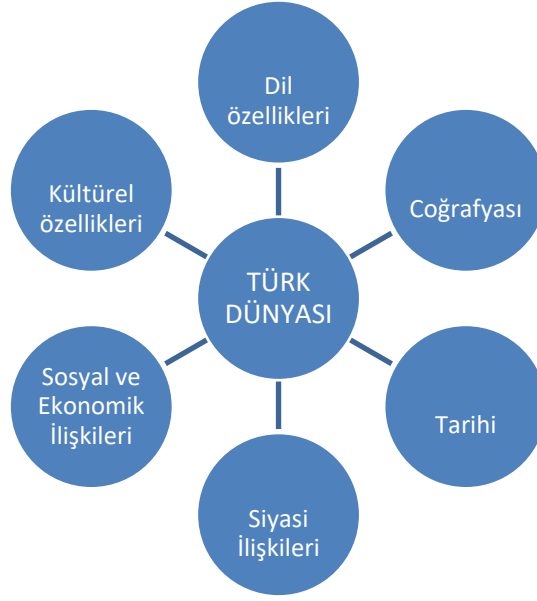 Dil
özellikleri
Coğrafyası
Tarihi
Siyasi
İlişkileri
Sosyal ve
Ekonomik
İlişkileri
Kültürel
özellikleri
TÜRK
DÜNYASI